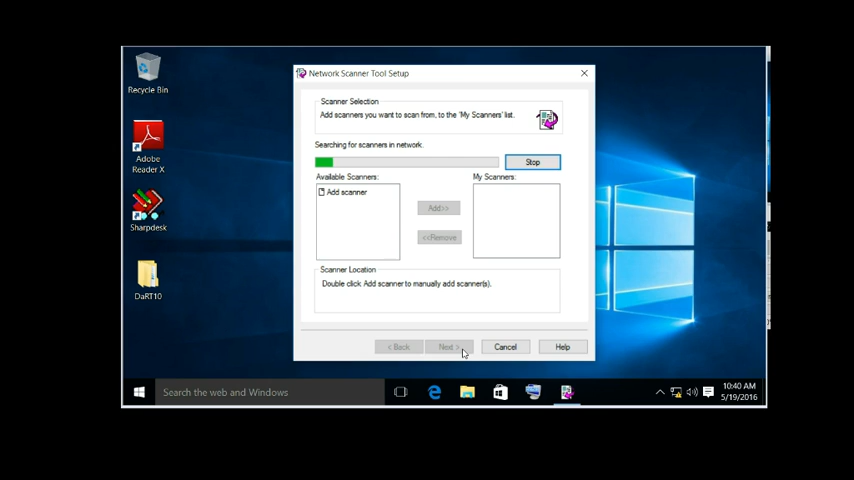 Recycle Bin
Adobe
Reader X
Sharpdesk
DaRT10
Network Scanner Tool Setup
Scanner Selection
Add scanners you want to scan from, to the 'My Scanners' list.
Searching for scanners in network.
Stop
Available Scanners:
My Scanners:
Add scanner
Add>>
<<Remove
Scanner Location
Double click Add scanner to manually add scanner(s).
< Back
Next >
Cancel
Help
Search the web and Windows
10:40 AM
5/19/2016